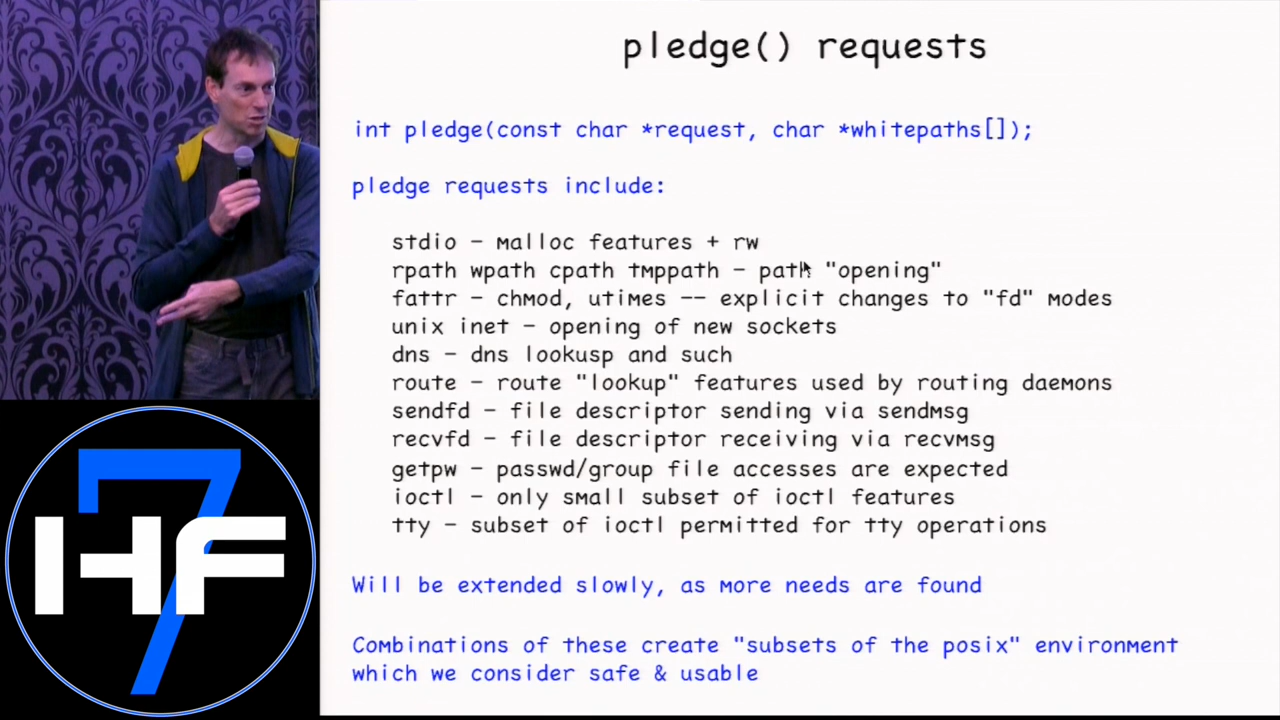 pledge() requests
int pledge(const char *request, char *whitepaths[]);
pledge requests include:
stdio - malloc features + rw
rpath wpath cpath tmppath - path "opening"
fattr - chmod, utimes -- explicit changes to "fd" modes
unix inet - opening of new sockets
dns - dns lookusp and such
route - route "lookup" features used by routing daemons
sendfd - file descriptor sending via sendmsg
recvfd - file descriptor receiving via recvmsg
getpw - passwd/group file accesses are expected
ioctl - only small subset of ioctl features
tty - subset of ioctl permitted for tty operations
Will be extended slowly, as more needs are found
Combinations of these create "subsets of the posix" environment
which we consider safe & usable
7
HF